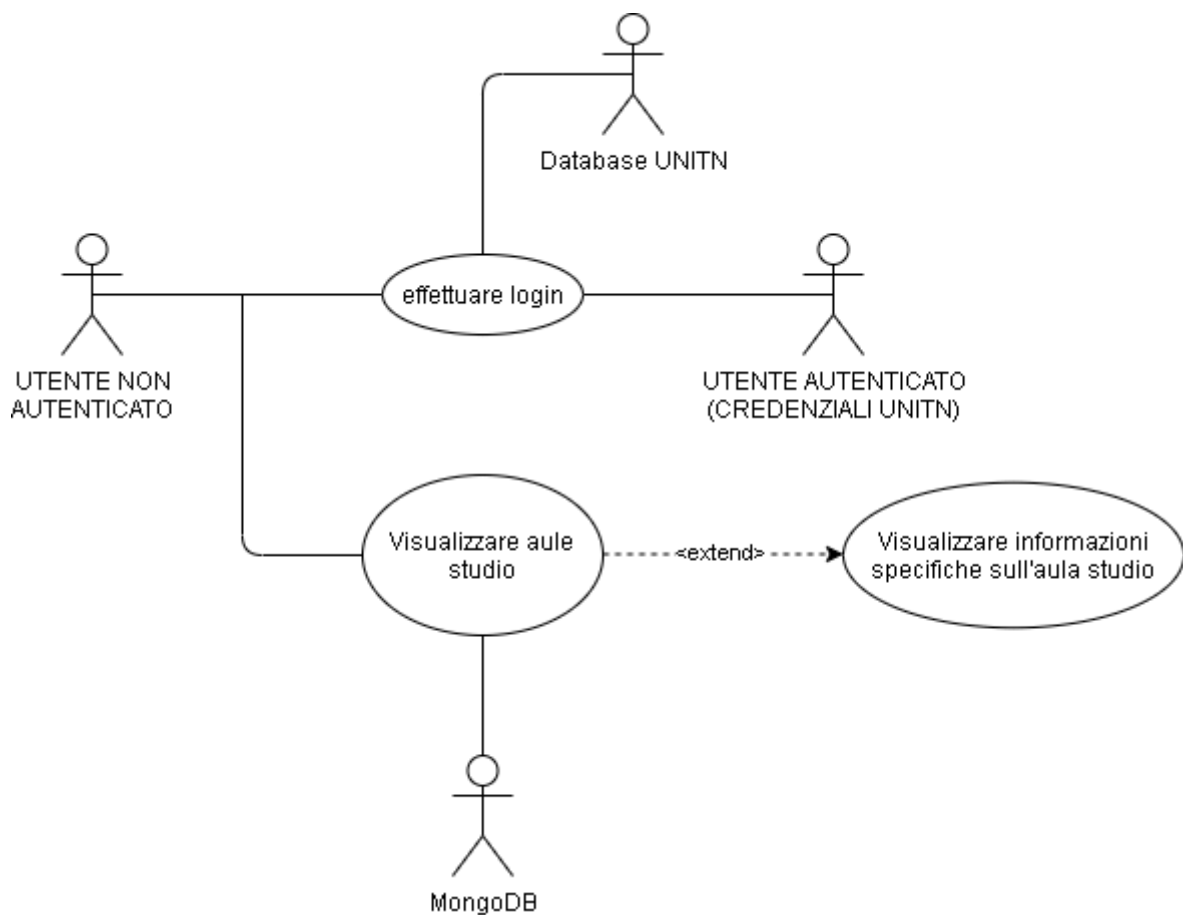 Database UNITN
effettuare login
UTENTE NON
AUTENTICATO
UTENTE AUTENTICATO
(CREDENZIALI UNITN)
Visualizzare aule
studio
<extend>
Visualizzare informazioni
specifiche sull'aula studio
MongoDB